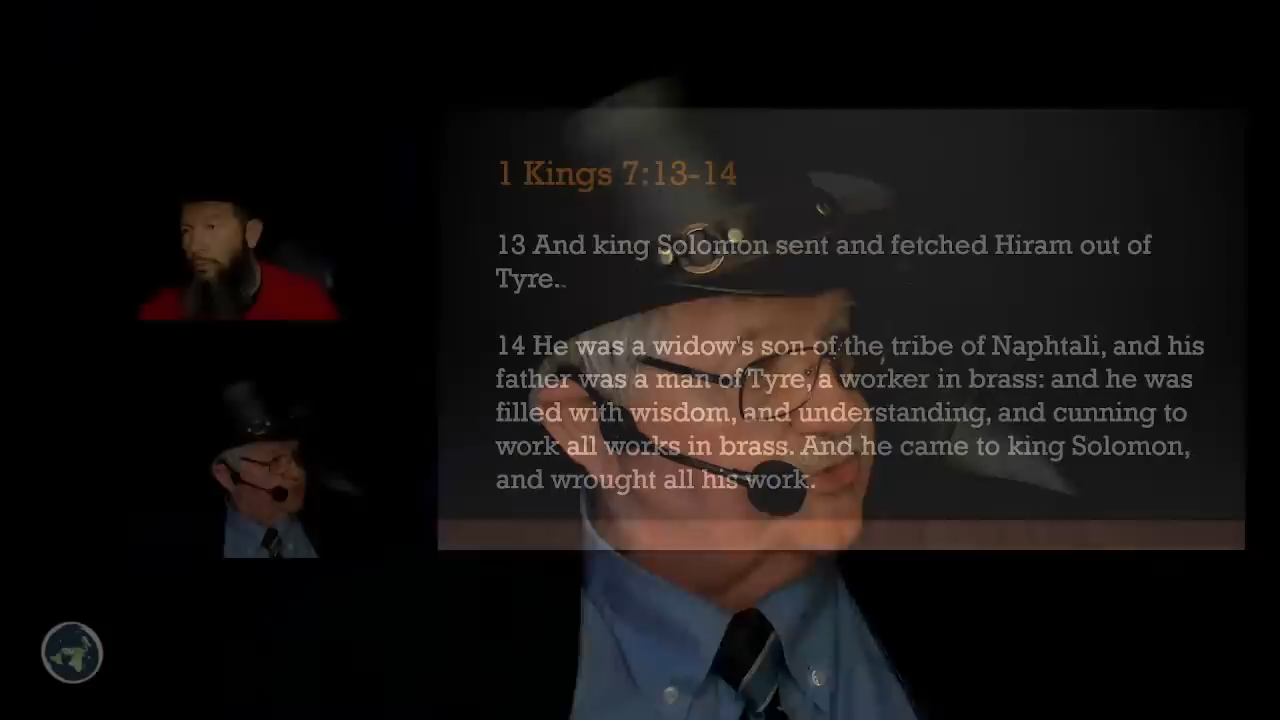 1 Kings 7:13-14
13 And king Solomon sent and fetched Hiram out of
Tyre..
14 He was a widow's son of the tribe of Naphtali, and his
father was a man of Tyre, a worker in brass: and he was
filled with wisdom, and understanding, and cunning to
work all works in brass. And he came to king Solomon,
and wrought all his work.